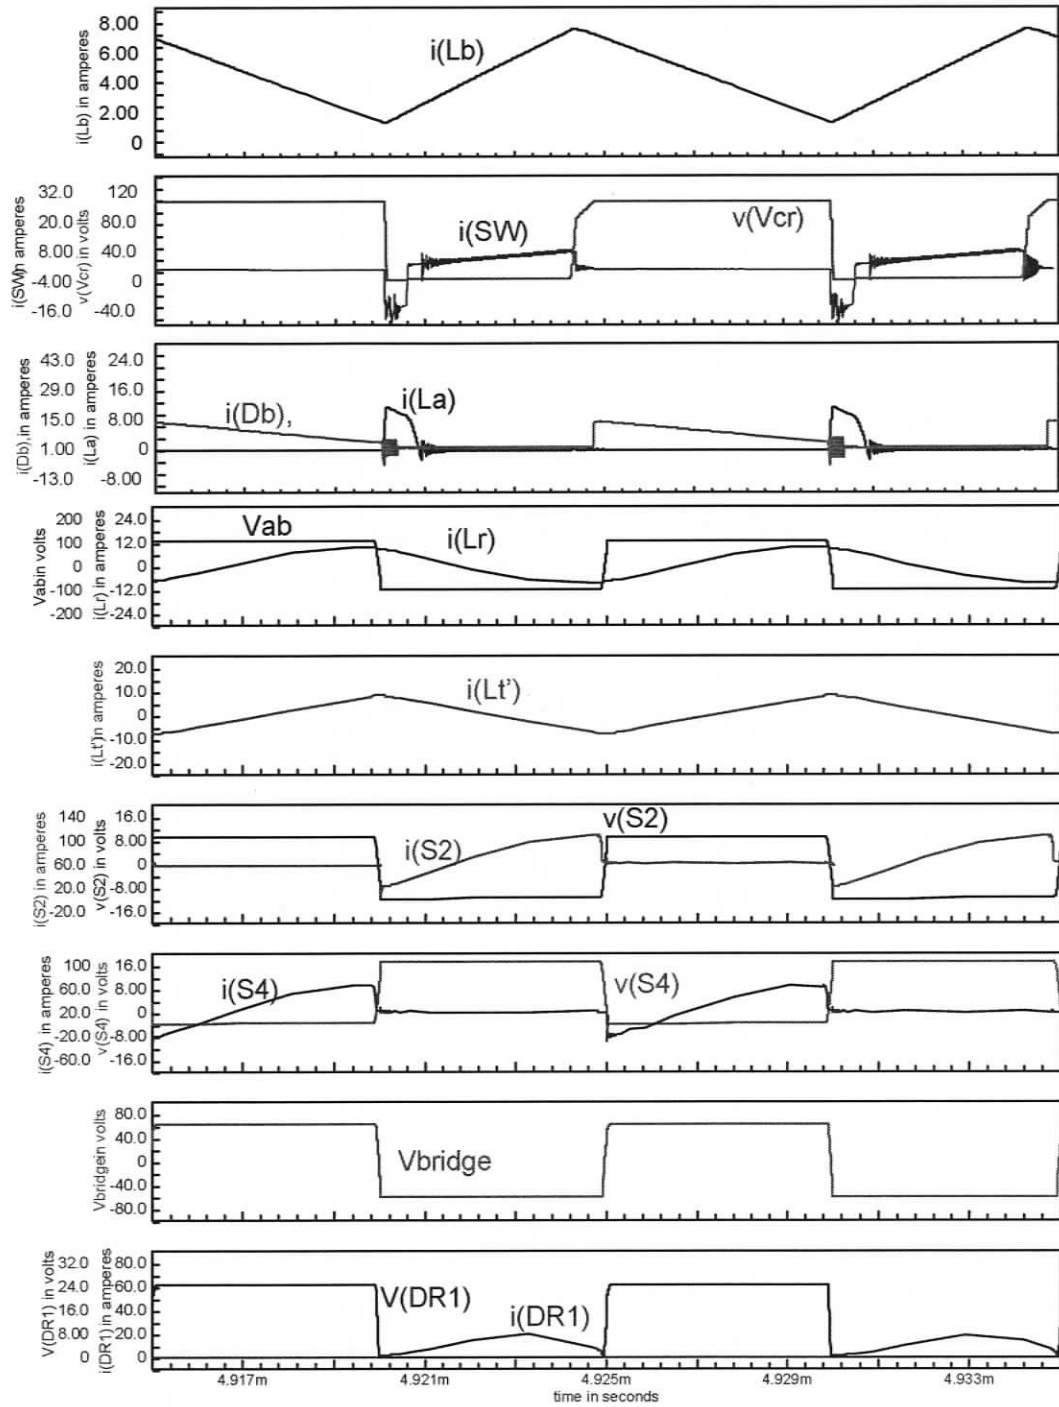 8.00
6.00
4.00
2.00
0
i(Lb) in amperes
i(Lb)
32.0 120
20.0 80.0
8.00 40.0
-4.00 0
-16.0 -40.0
i(SW)n amperes
v(Vcr) in volts
i(SW)
v(Vcr)
43.0 24.0
29.0 16.0
15.0 8.00
1.00 0
-13.0 -8.00
i(Db),in amperes
i(La) in amperes
i(Db),
i(La)
200 24.0
100 12.0
0 0
-100 -12.0
-200 -24.0
Vabin volts
i(Lr) in amperes
Vab
i(Lr)
20.0
10.0
0
-10.0
-20.0
i(Lt')n amperes
i(Lt')
140 16.0
100 8.00
60.0 0
20.0 -8.00
-20.0 -16.0
i(S2) in amperes
v(S2) in volts
i(S2)
v(S2)
100 16.0
60.0 8.00
20.0 0
-20.0 -8.00
-60.0 -16.0
i(S4) in amperes
v(S4) in volts
i(S4)
v(S4)
80.0
40.0
0
-40.0
-80.0
Vbridgein volts
Vbridge
32.0 80.0
24.0 60.0
16.0 40.0
8.00 20.0
0 0
V(DR1) in volts
i(DR1) in amperes
V(DR1)
i(DR1)
4.917m 4.921m 4.925m 4.929m 4.933m
time in seconds